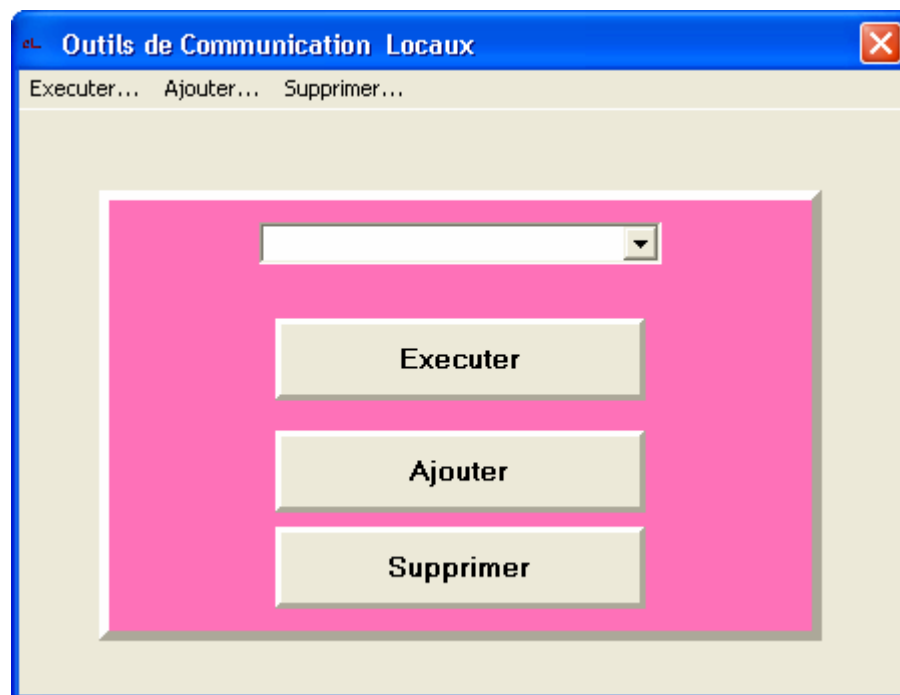 Outils de Communication Locaux
Executer... Ajouter... Supprimer...
Executer
Ajouter
Supprimer